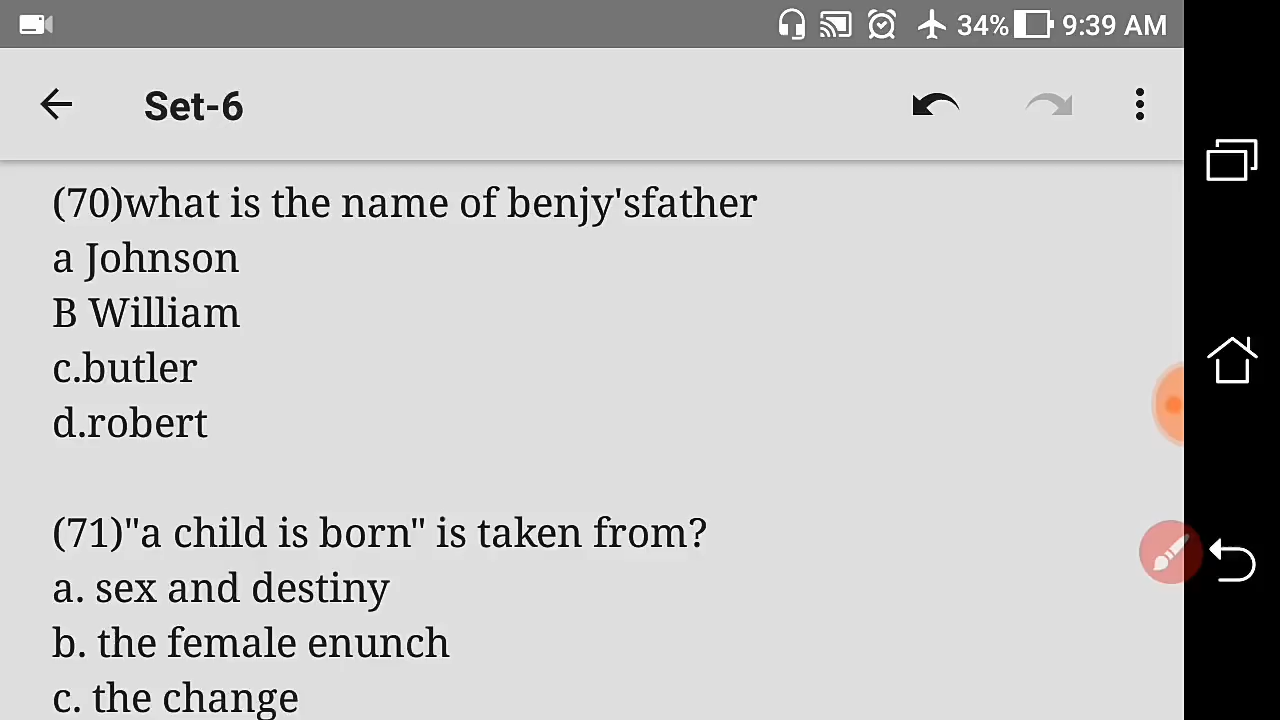 34% 9:39 AM
Set-6
(70)what is the name of benjy'sfather
a Johnson
B William
c.butler
d.robert
(71)"a child is born" is taken from?
a. sex and destiny
b. the female enunch
c. the change